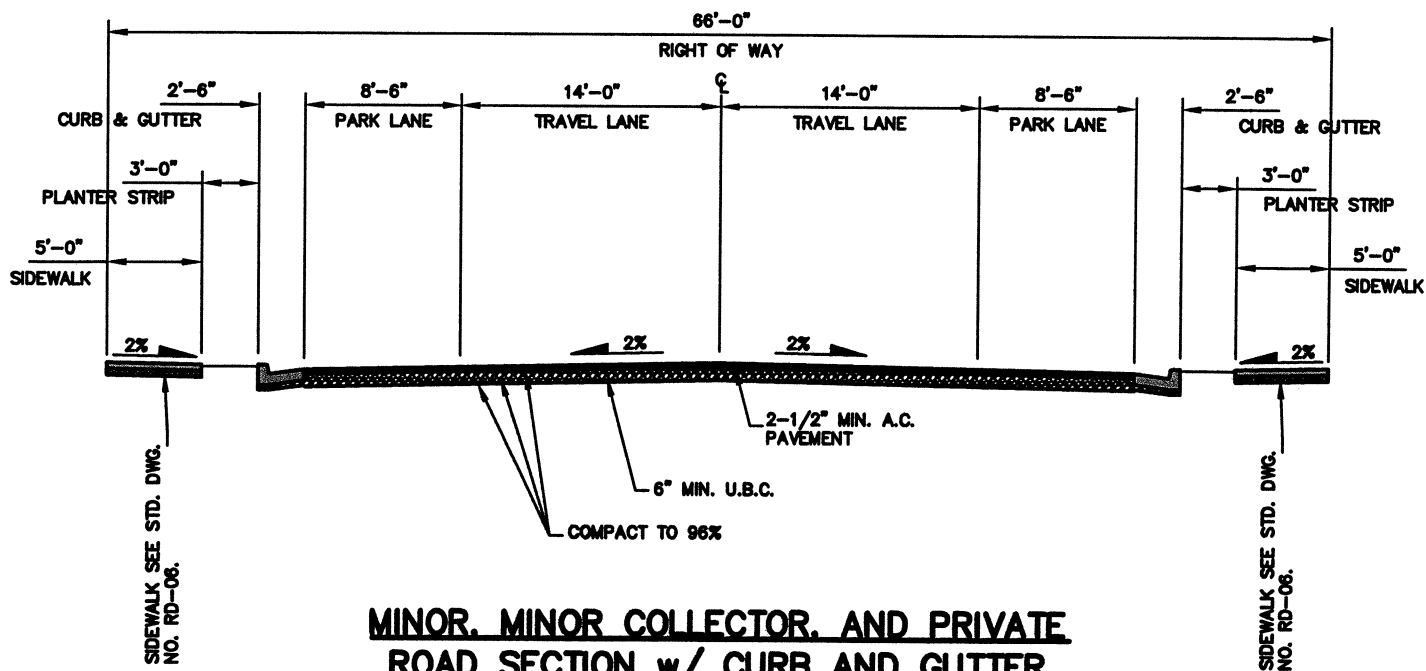 66'-0"
RIGHT OF WAY
℄
2'-6"
CURB & GUTTER
8'-6"
PARK LANE
14'-0"
TRAVEL LANE
14'-0"
TRAVEL LANE
8'-6"
PARK LANE
2'-6"
CURB & GUTTER
3'-0"
PLANTER STRIP
3'-0"
PLANTER STRIP
5'-0"
SIDEWALK
5'-0"
SIDEWALK
2%
2%
2%
2%
2-1/2" MIN. A.C.
PAVEMENT
6" MIN. U.B.C.
COMPACT TO 96%
SIDEWALK SEE STD. DWG.
NO. RD-06.
SIDEWALK SEE STD. DWG.
NO. RD-06.
MINOR, MINOR COLLECTOR, AND PRIVATE
ROAD SECTION w/ CURB AND GUTTER